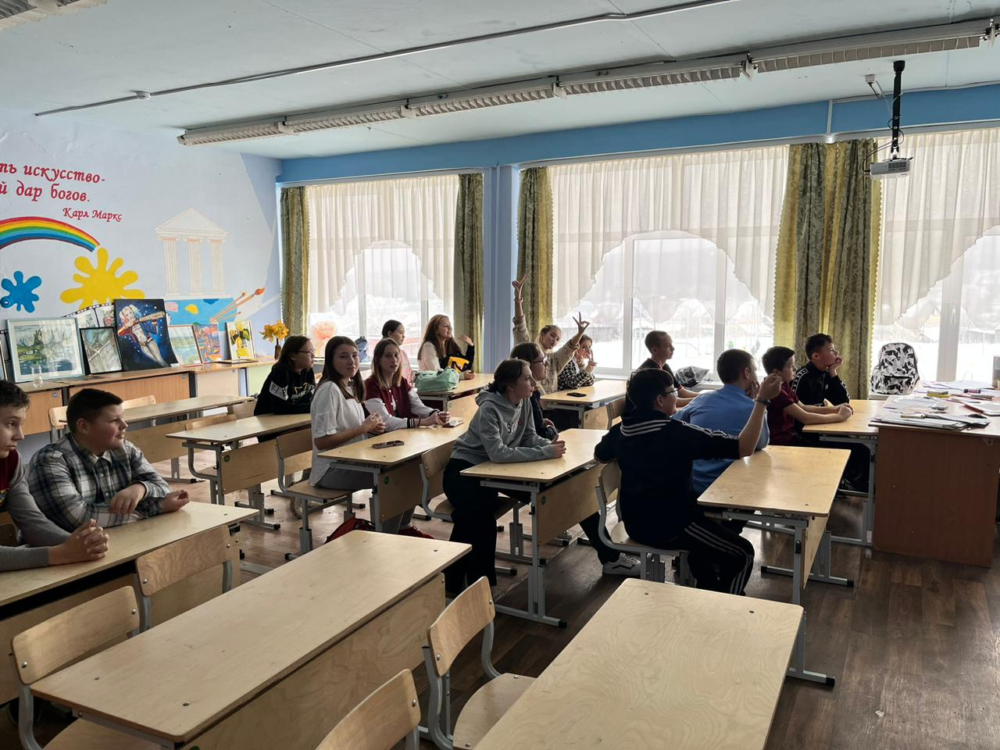 ть искусство-
й дар богов.
Карл Маркс